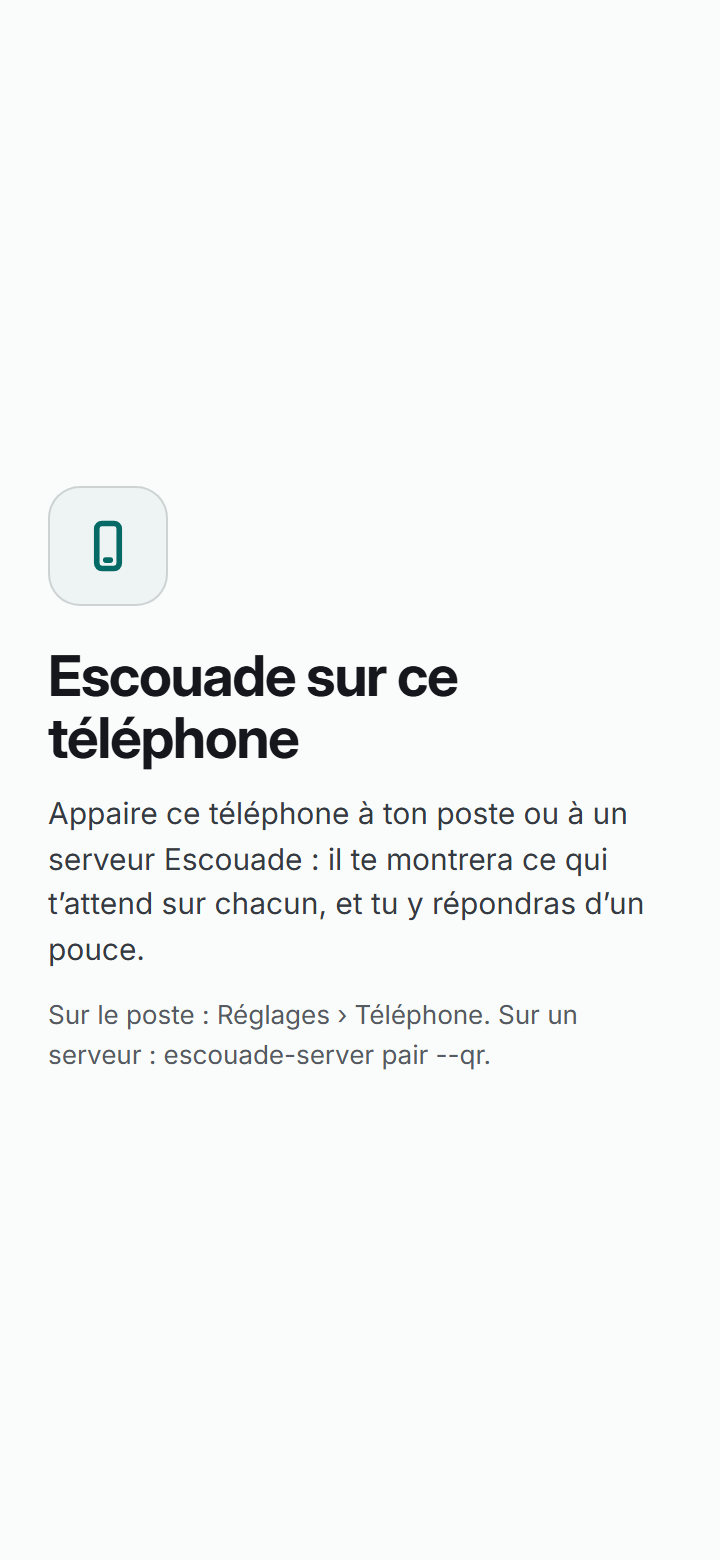 Escouade sur ce
téléphone
Appaire ce téléphone à ton poste ou à un
serveur Escouade : il te montrera ce qui
t’attend sur chacun, et tu y répondras d’un
pouce.
Sur le poste : Réglages › Téléphone. Sur un
serveur : escouade-server pair --qr.